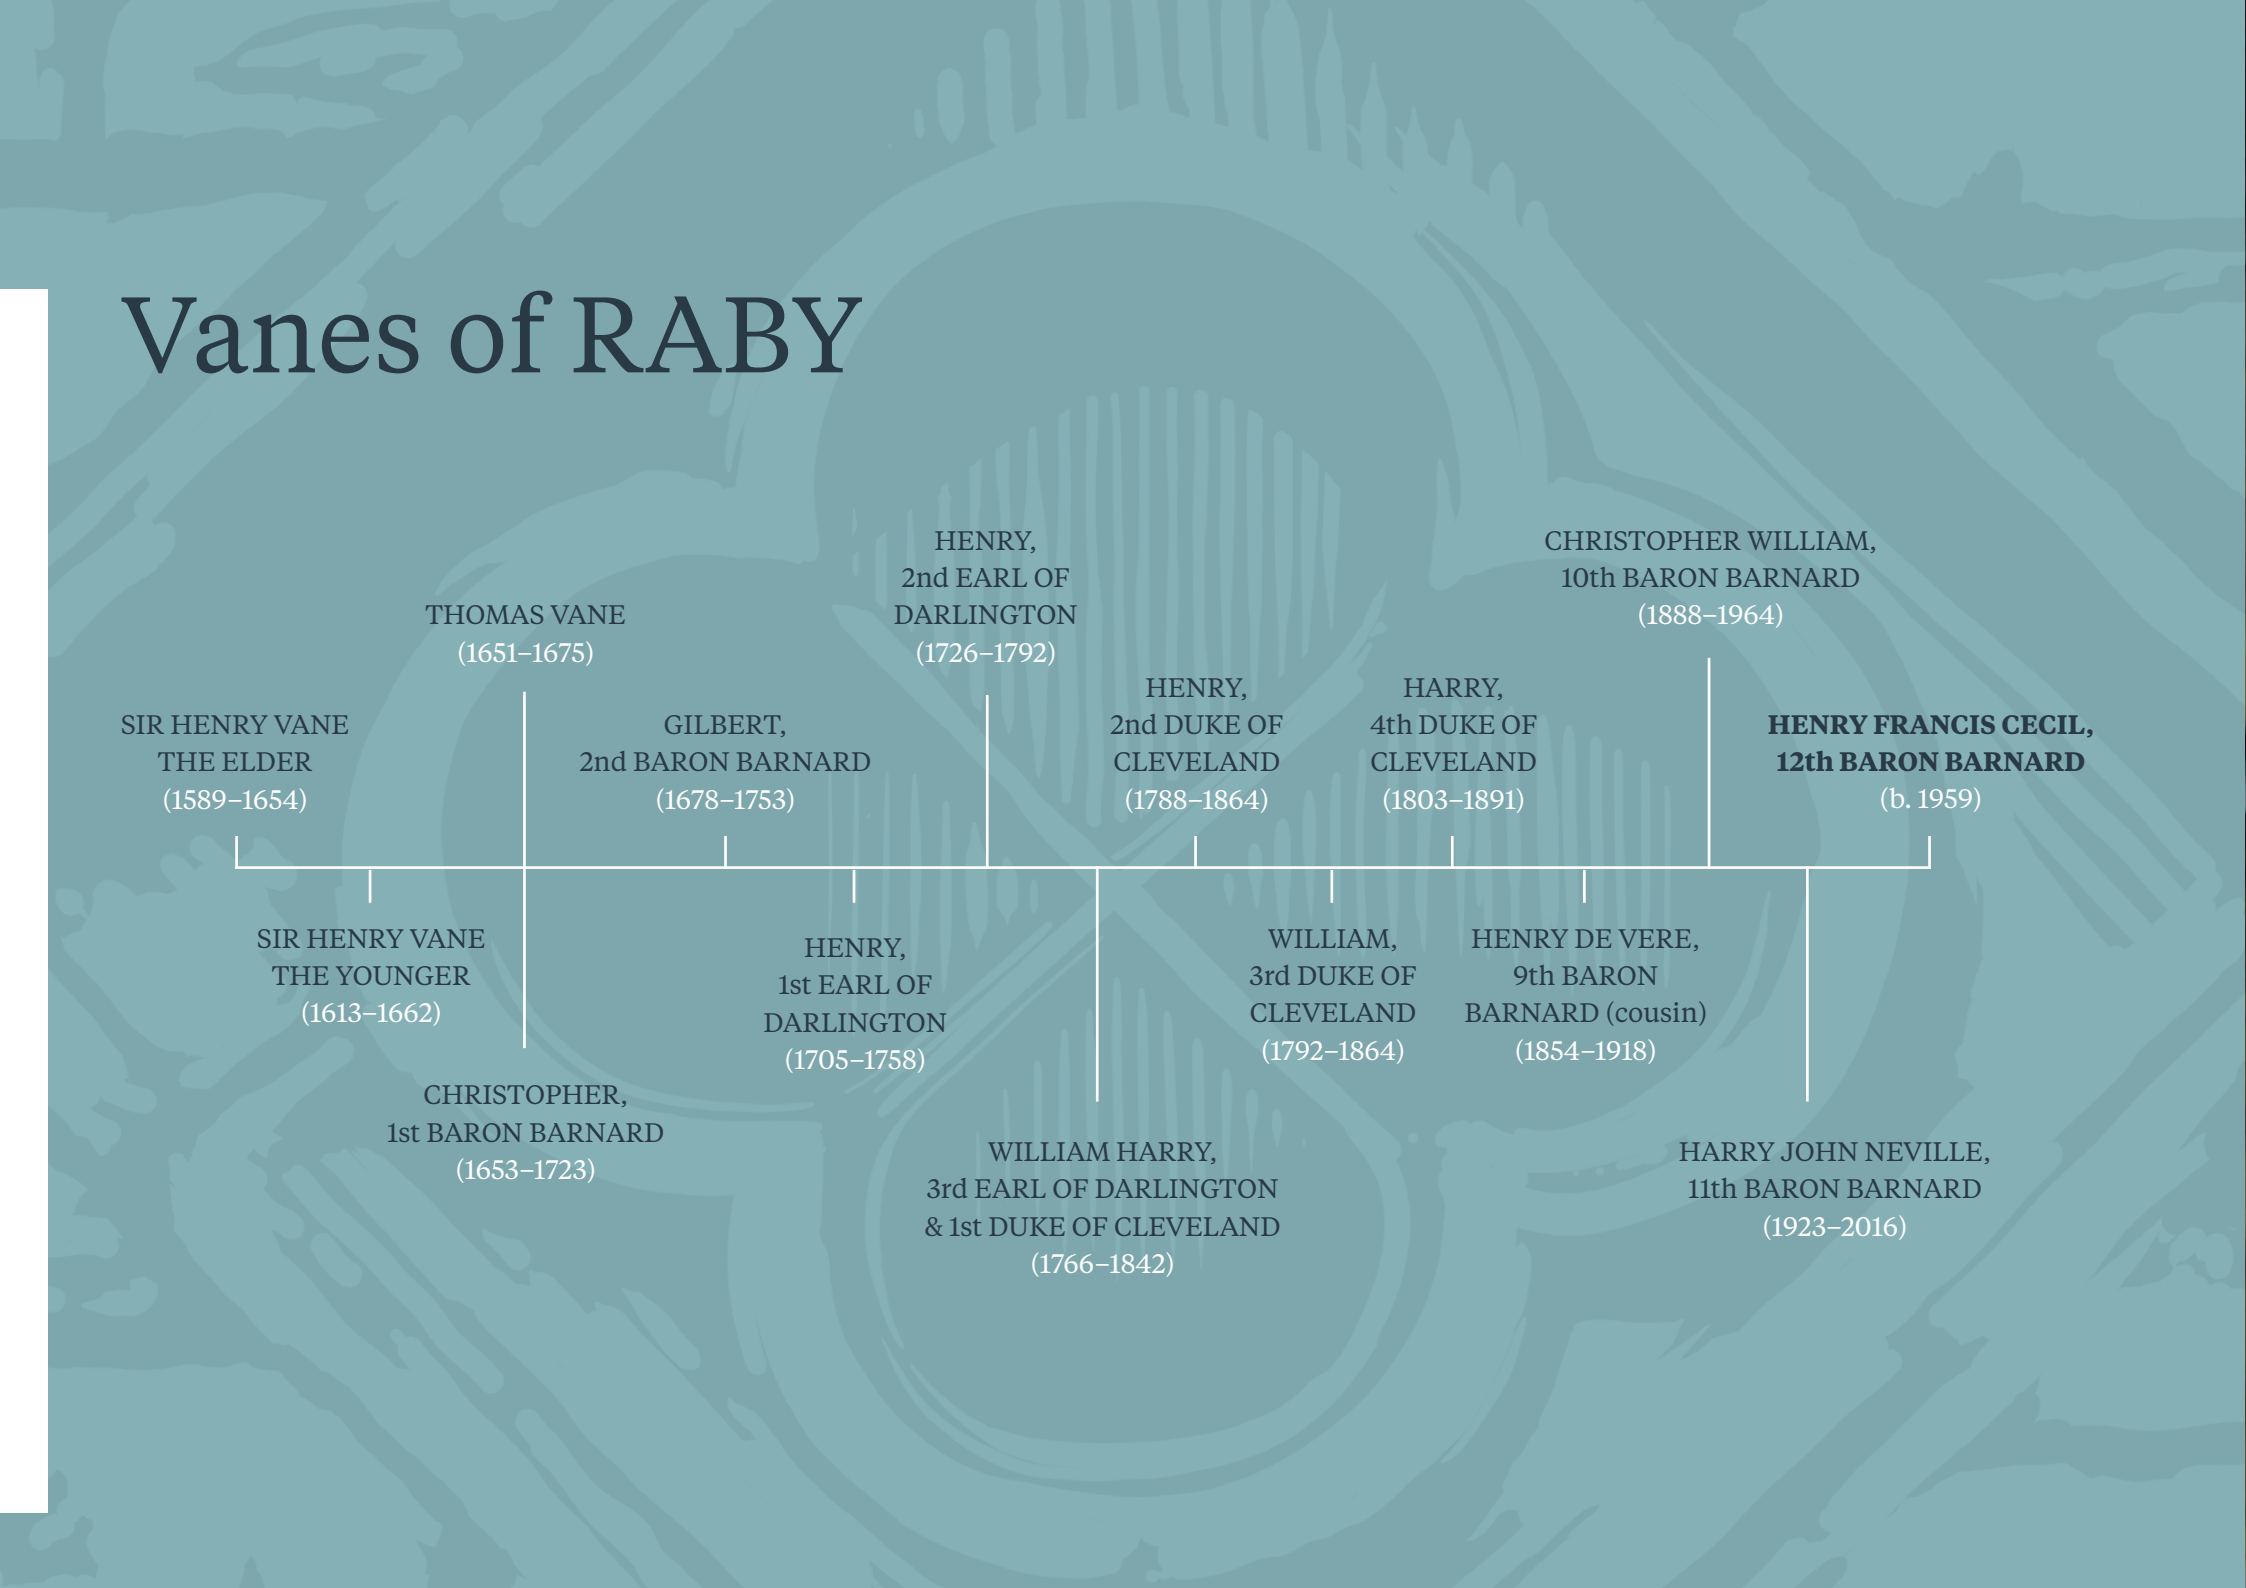 Vanes of RABY
SIR HENRY VANE
THE ELDER
(1589–1654)
SIR HENRY VANE
THE YOUNGER
(1613–1662)
THOMAS VANE
(1651–1675)
CHRISTOPHER,
1st BARON BARNARD
(1653–1723)
GILBERT,
2nd BARON BARNARD
(1678–1753)
HENRY,
1st EARL OF
DARLINGTON
(1705–1758)
HENRY,
2nd EARL OF
DARLINGTON
(1726–1792)
WILLIAM HARRY,
3rd EARL OF DARLINGTON
& 1st DUKE OF CLEVELAND
(1766–1842)
HENRY,
2nd DUKE OF
CLEVELAND
(1788–1864)
WILLIAM,
3rd DUKE OF
CLEVELAND
(1792–1864)
HARRY,
4th DUKE OF
CLEVELAND
(1803–1891)
HENRY DE VERE,
9th BARON
BARNARD (cousin)
(1854–1918)
CHRISTOPHER WILLIAM,
10th BARON BARNARD
(1888–1964)
HARRY JOHN NEVILLE,
11th BARON BARNARD
(1923–2016)
HENRY FRANCIS CECIL,
12th BARON BARNARD
(b. 1959)